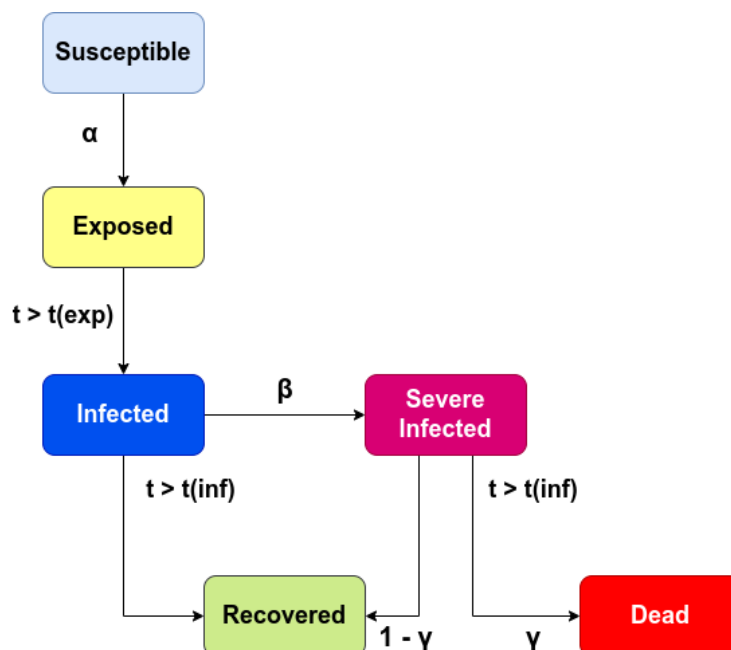 Susceptible
α
Exposed
t > t(exp)
Infected
β
Severe
Infected
t > t(inf)
t > t(inf)
Recovered
1 - γ
γ
Dead